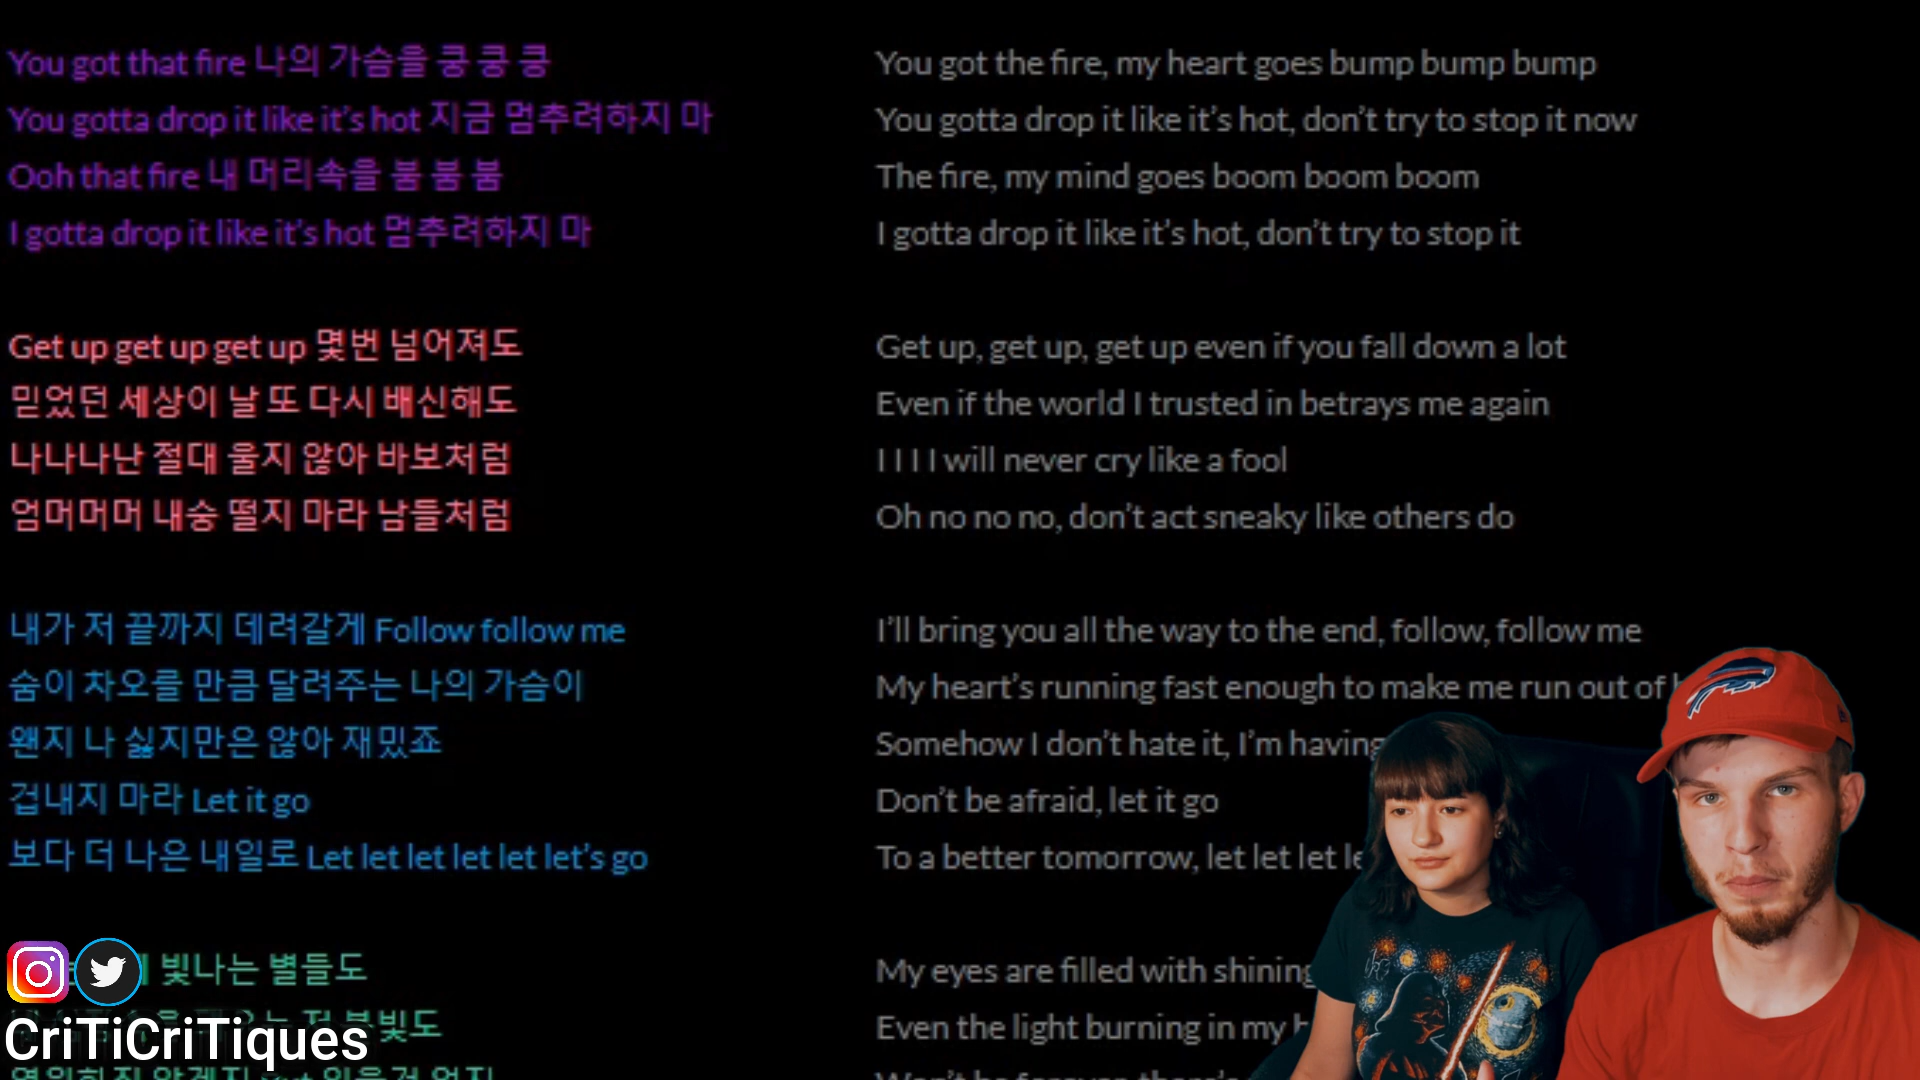 You got that fire 나의 가슴을 쿵 쿵 쿵
You gotta drop it like it's hot 지금 멈추려하지 마
Ooh that fire 내 머리속을 붐 붐 붐
I gotta drop it like it's hot 멈추려하지 마
Get up get up get up 몇번 넘어져도
믿었던 세상이 날 또 다시 배신해도
나나나난 절대 울지 않아 바보처럼
엄머머머 내숭 떨지 마라 남들처럼
내가 저 끝까지 데려갈게 Follow follow me
숨이 차오를 만큼 달려주는 나의 가슴이
왠지 나 싫지만은 않아 재밌죠
겁내지 마라 Let it go
보다 더 나은 내일로 Let let let let let let's go
빛나는 별들도
불빛도
You got the fire, my heart goes bump bump bump
You gotta drop it like it's hot, don't try to stop it now
The fire, my mind goes boom boom boom
I gotta drop it like it's hot, don't try to stop it
Get up, get up, get up even if you fall down a lot
Even if the world I trusted in betrays me again
I I I I will never cry like a fool
Oh no no no, don't act sneaky like others do
I'll bring you all the way to the end, follow, follow me
My heart's running fast enough to make me run out of
Somehow I don't hate it, I'm having
Don't be afraid, let it go
To a better tomorrow, let let let
My eyes are filled with shining
Even the light burning in my
CriTiCriTiques